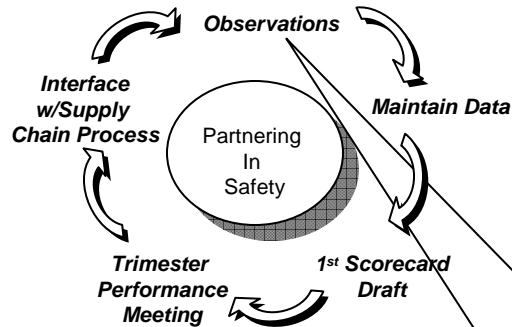 Observations
Maintain Data
1st Scorecard
Draft
Trimester
Performance
Meeting
Interface
w/Supply
Chain Process
Partnering
In
Safety